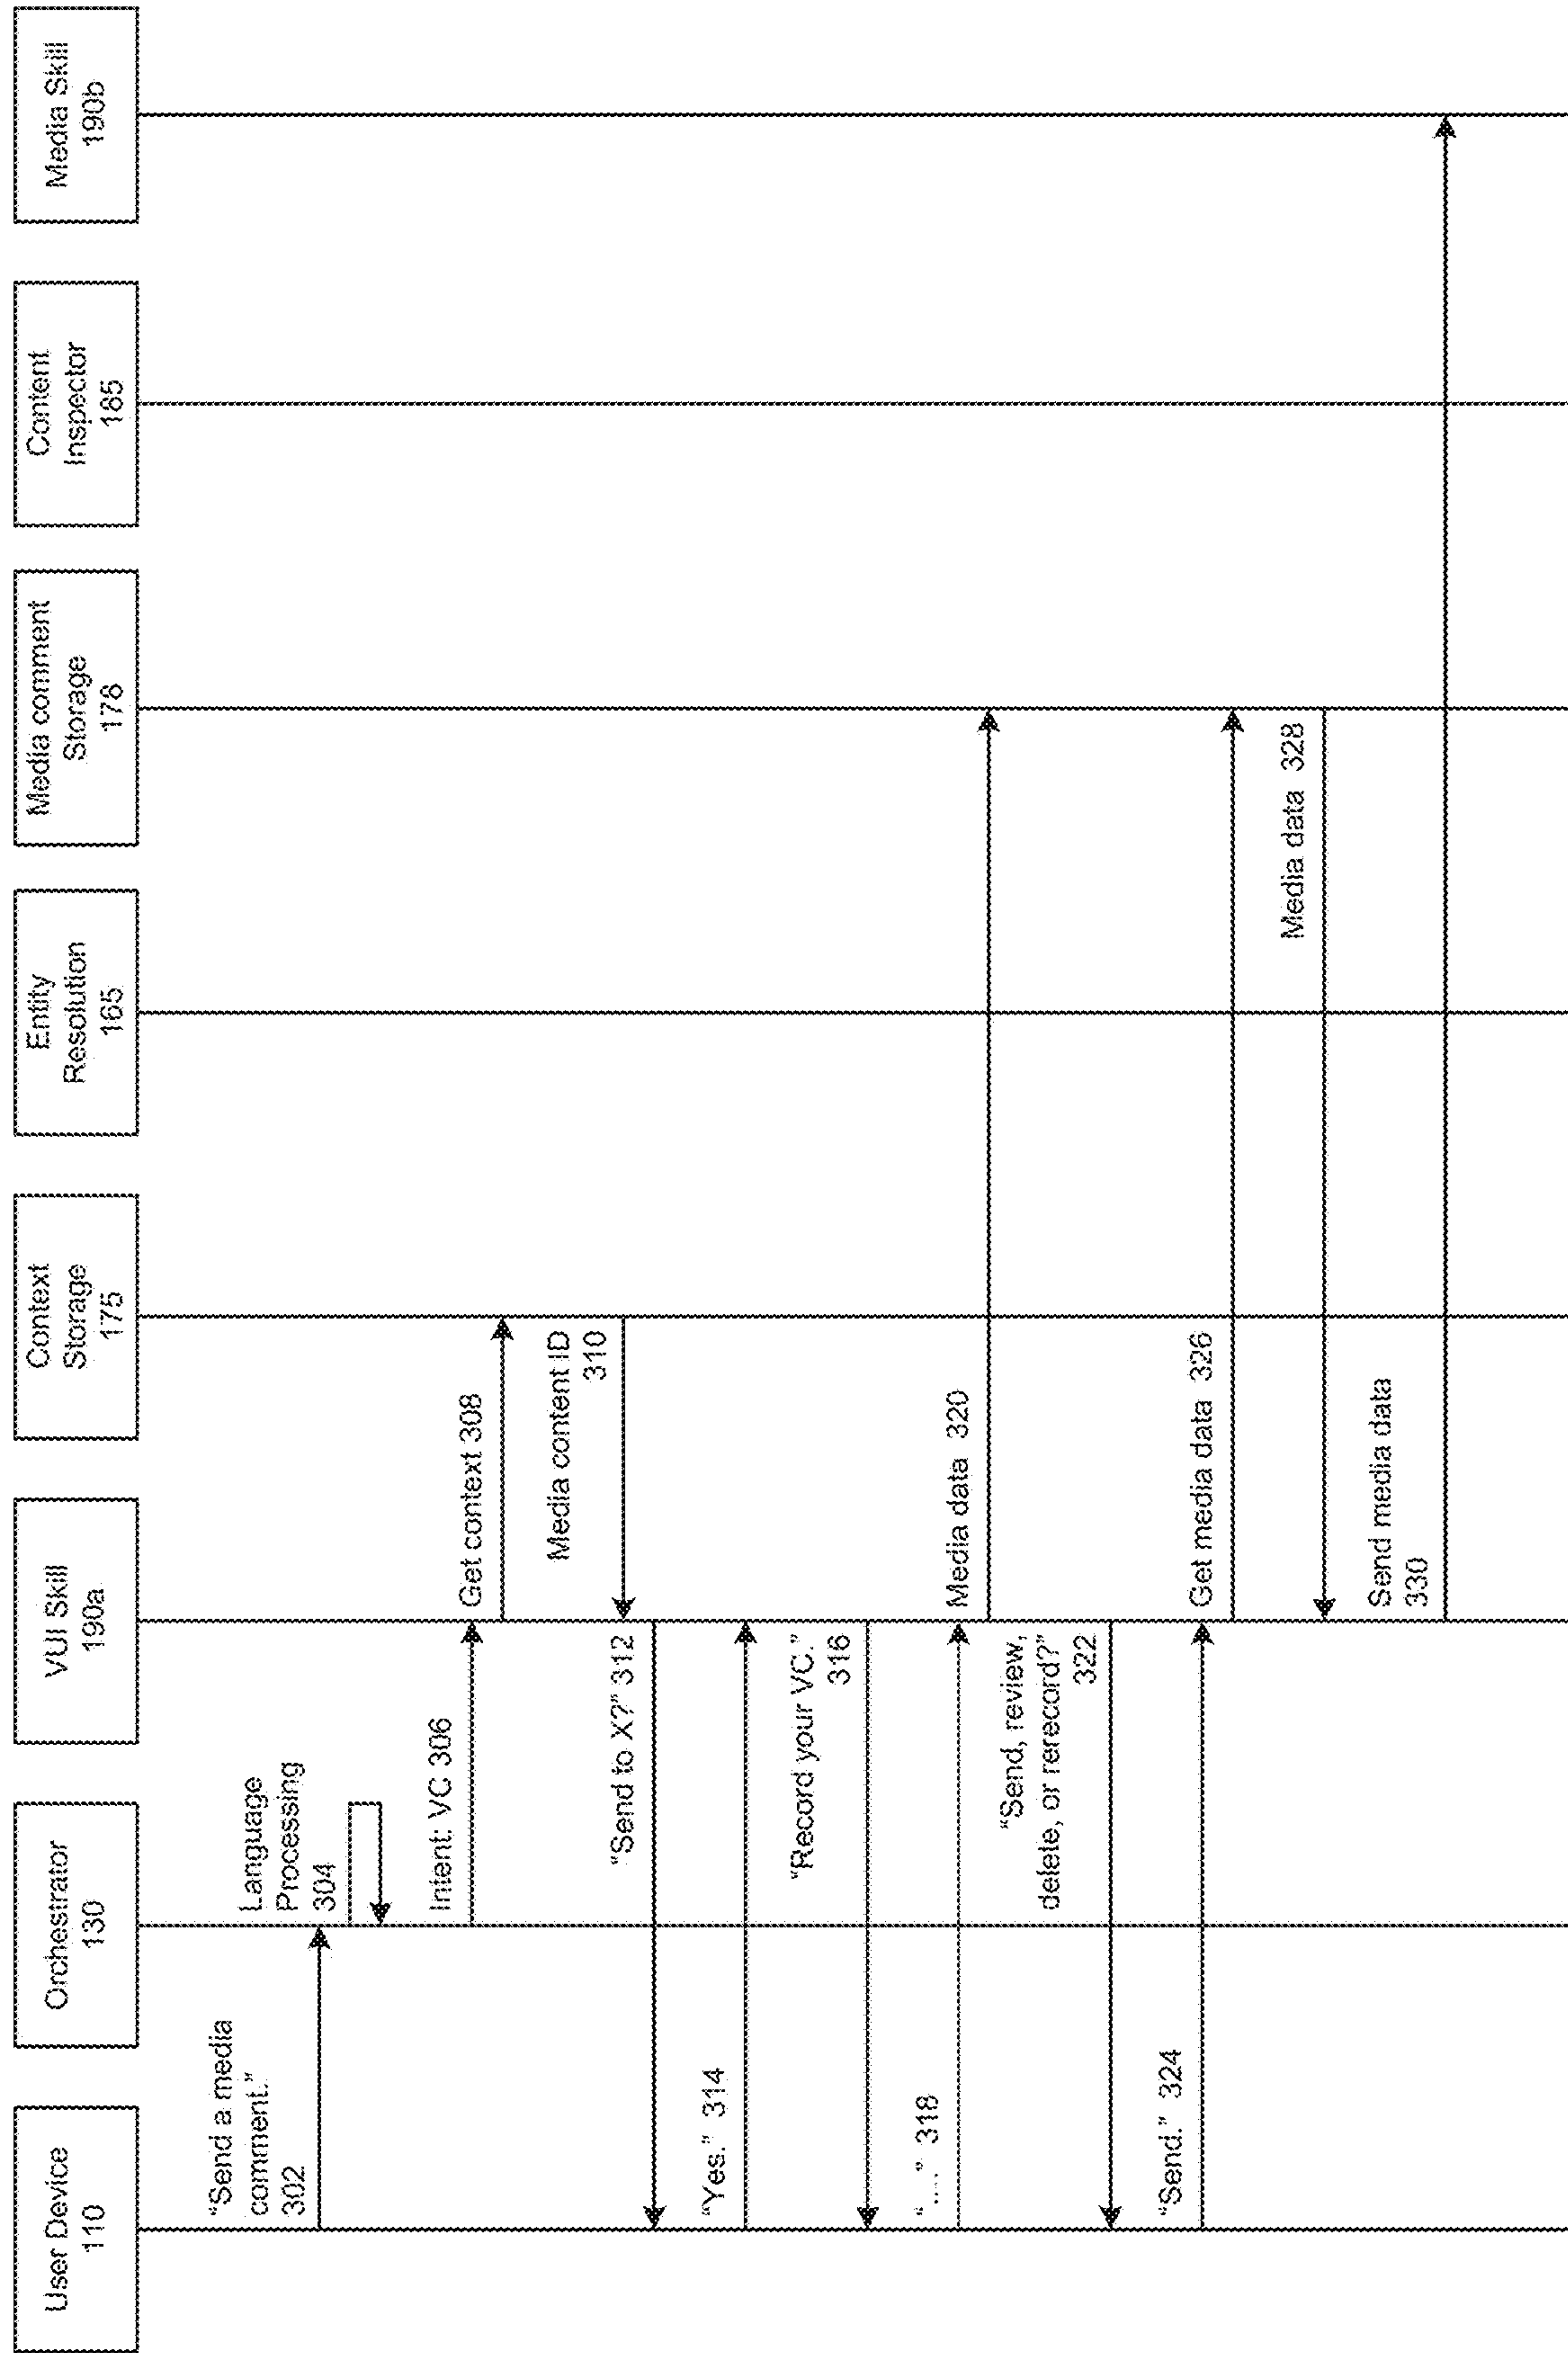 User Device
110
Orchestrator
130
VUI Skill
190a
Context
Storage
175
Entity
Resolution
165
Media comment
Storage
178
Content
Inspector
185
Media Skill
190b
“Send a media
comment.”
302
Language
Processing
304
Intent: VC 306
Get context 308
Media content ID
310
“Send to X?” 312
“Yes.” 314
“Record your VC.”
316
“....” 318
Media data 320
“Send, review,
delete, or rerecord?”
322
“Send.” 324
Get media data 326
Media data 328
Send media data
330